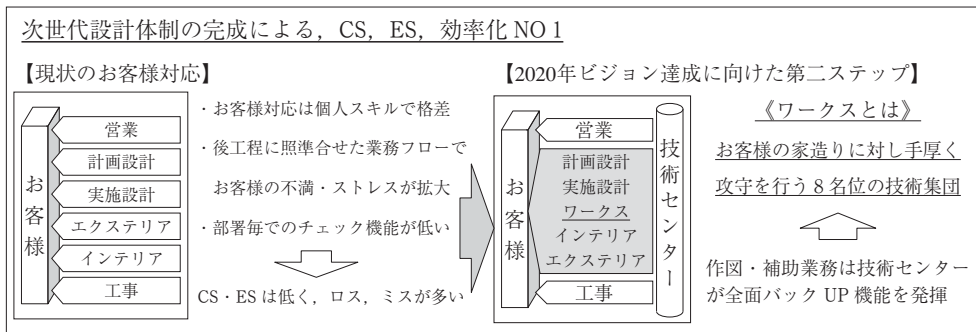 次世代設計体制の完成による，CS，ES，効率化 NO 1
【現状のお客様対応】
お客様
営業
計画設計
実施設計
エクステリア
インテリア
工事
・お客様対応は個人スキルで格差
・後工程に照準合せた業務フローで
お客様の不満・ストレスが拡大
・部署毎でのチェック機能が低い
CS・ES は低く，ロス，ミスが多い
【2020年ビジョン達成に向けた第二ステップ】
お客様
営業
計画設計
実施設計
ワークス
インテリア
エクステリア
工事
技術センター
《ワークスとは》
お客様の家造りに対し手厚く
攻守を行う 8 名位の技術集団
作図・補助業務は技術センター
が全面バック UP 機能を発揮